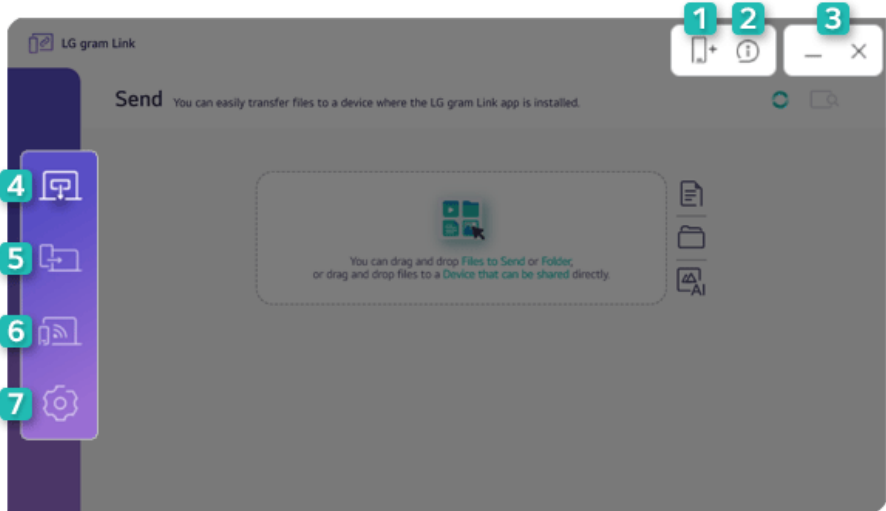 1
2
3
LG gram Link
Send You can easily transfer files to a device where the LG gram Link app is installed.
4
5
6
7
You can drag and drop Files to Send or Folder,
or drag and drop files to a Device that can be shared directly.
AI